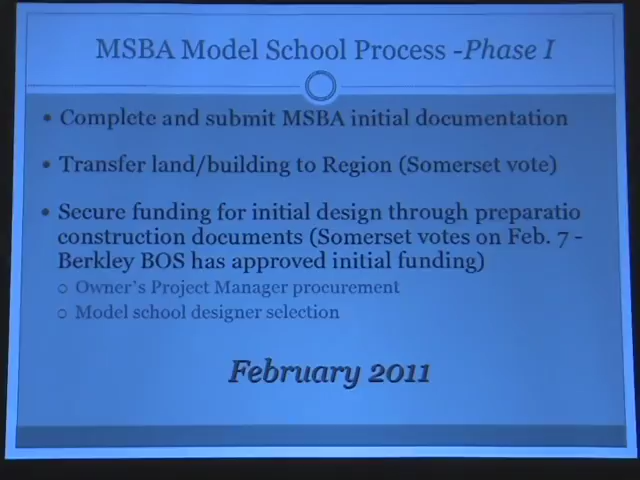 MSBA Model School Process -Phase I
• Complete and submit MSBA initial documentation
• Transfer land/building to Region (Somerset vote)
• Secure funding for initial design through preparatio
construction documents (Somerset votes on Feb. 7 -
Berkley BOS has approved initial funding)
○ Owner's Project Manager procurement
○ Model school designer selection
February 2011